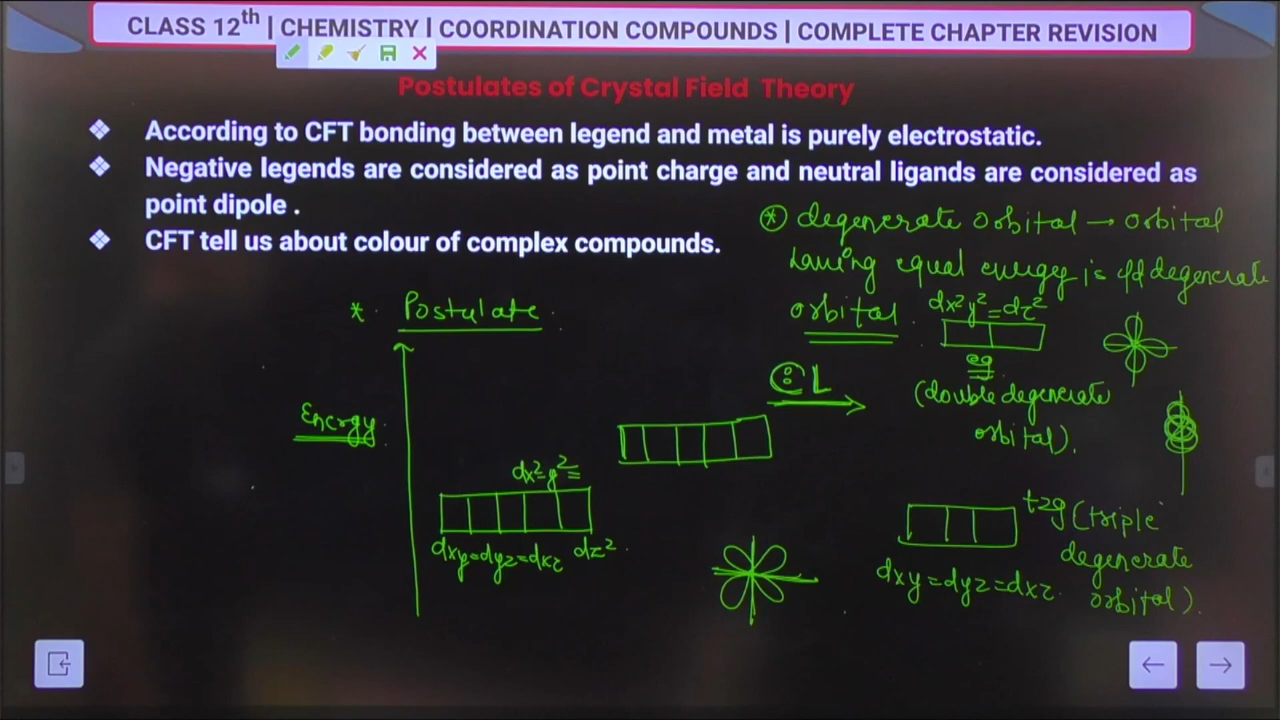 CLASS 12th | CHEMISTRY | COORDINATION COMPOUNDS | COMPLETE CHAPTER REVISION
Postulates of Crystal Field Theory
❖ According to CFT bonding between legend and metal is purely electrostatic.
❖ Negative legends are considered as point charge and neutral ligands are considered as
point dipole .
❖ CFT tell us about colour of complex compounds.
* degenerate orbital → orbital
having equal energy is degenerate
orbital
* Postulate
dx²y² = dz²
eg
(double degenerate
orbital).
:L
Energy
dx²-y² =
dxy=dyz=dxz dz²
t2g (triple
degenerate
orbital).
dxy=dyz=dxz